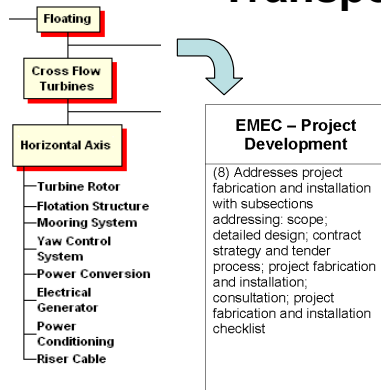 Transpo
Floating
Cross Flow
Turbines
Horizontal Axis
Turbine Rotor
Flotation Structure
Mooring System
Yaw Control
System
Power Conversion
Electrical
Generator
Power
Conditioning
Riser Cable
EMEC – Project
Development
(8) Addresses project
fabrication and installation
with subsections
addressing: scope;
detailed design; contract
strategy and tender
process; project fabrication
and installation;
consultation; project
fabrication and installation
checklist